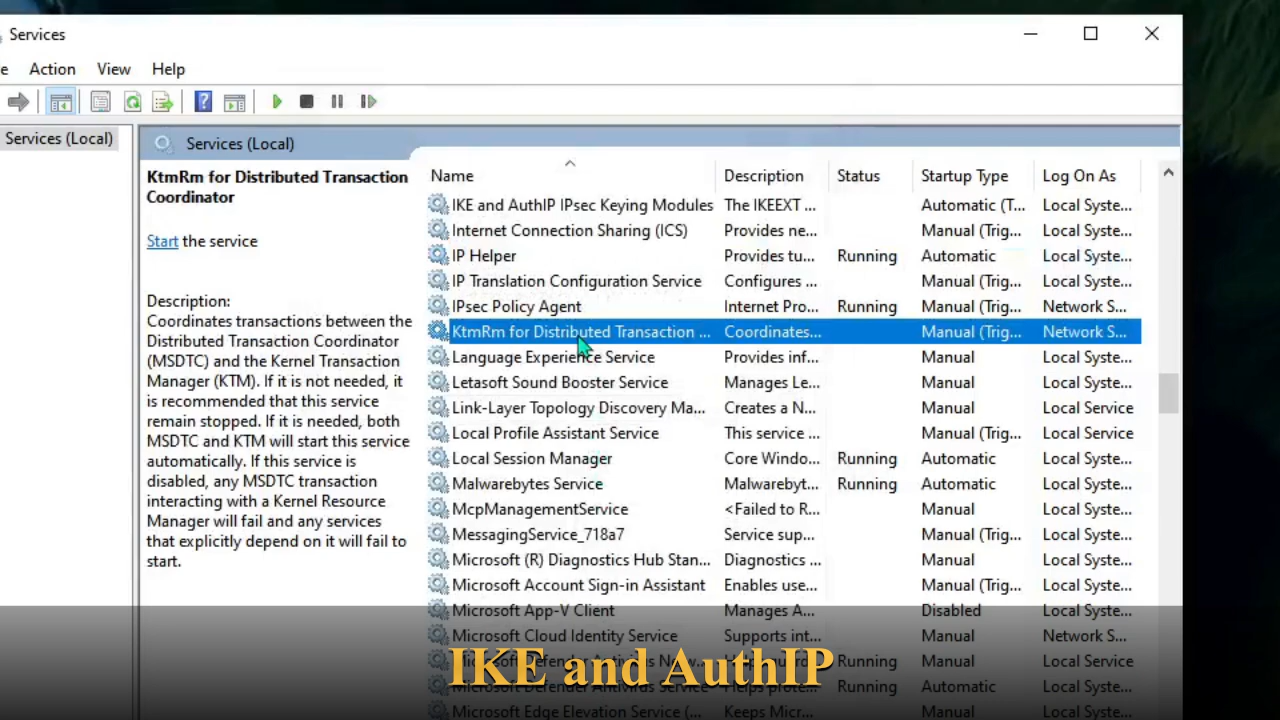 Services
e Action View Help
Services (Local)
Services (Local)
KtmRm for Distributed Transaction
Coordinator
Start the service
Description:
Coordinates transactions between the
Distributed Transaction Coordinator
(MSDTC) and the Kernel Transaction
Manager (KTM). If it is not needed, it
is recommended that this service
remain stopped. If it is needed, both
MSDTC and KTM will start this service
automatically. If this service is
disabled, any MSDTC transaction
interacting with a Kernel Resource
Manager will fail and any services
that explicitly depend on it will fail to
start.
Name Description Status Startup Type Log On As
IKE and AuthIP IPsec Keying Modules The IKEEXT ... Automatic (T... Local Syste...
Internet Connection Sharing (ICS) Provides ne... Manual (Trig... Local Syste...
IP Helper Provides tu... Running Automatic Local Syste...
IP Translation Configuration Service Configures ... Manual (Trig... Local Syste...
IPsec Policy Agent Internet Pro... Running Manual (Trig... Network S...
KtmRm for Distributed Transaction ... Coordinates... Manual (Trig... Network S...
Language Experience Service Provides inf... Manual Local Syste...
Letasoft Sound Booster Service Manages Le... Manual Local Syste...
Link-Layer Topology Discovery Ma... Creates a N... Manual Local Service
Local Profile Assistant Service This service ... Manual (Trig... Local Service
Local Session Manager Core Windo... Running Automatic Local Syste...
Malwarebytes Service Malwarebyt... Running Automatic Local Syste...
McpManagementService <Failed to R... Manual Local Syste...
MessagingService_718a7 Service sup... Manual (Trig... Local Syste...
Microsoft (R) Diagnostics Hub Stan... Diagnostics ... Manual Local Syste...
Microsoft Account Sign-in Assistant Enables use... Manual (Trig... Local Syste...
Microsoft App-V Client Manages A... Disabled Local Syste...
Microsoft Cloud Identity Service Supports int... Manual Network S...
Microsoft Defender Antivirus Netw... Helps guard... Running Manual Local Service
Microsoft Defender Antivirus Service Helps prote... Running Automatic Local Syste...
Microsoft Edge Elevation Service (... Keeps Micr... Manual Local Syste...
IKE and AuthIP